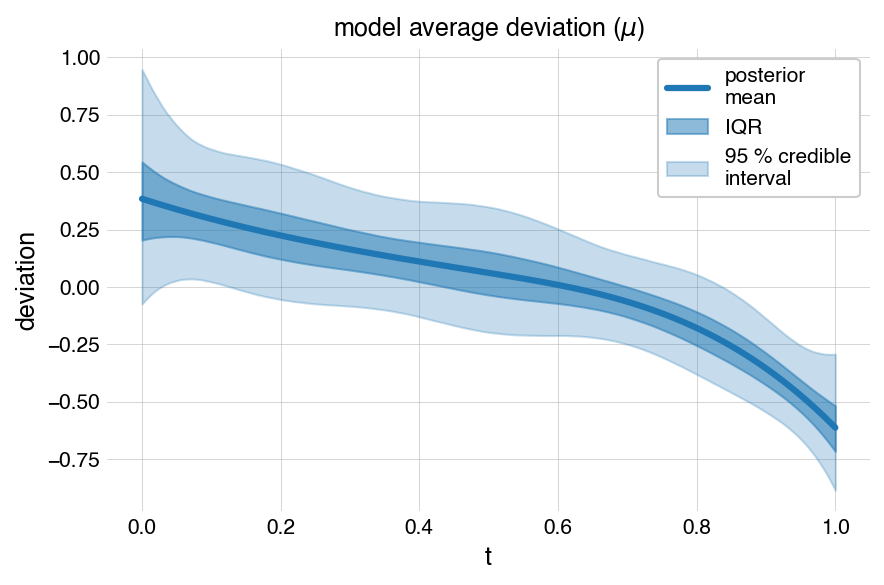 model average deviation (μ)
1.00
0.75
0.50
0.25
0.00
−0.25
−0.50
−0.75
deviation
posterior
mean
IQR
95 % credible
interval
0.0 0.2 0.4 0.6 0.8 1.0
t